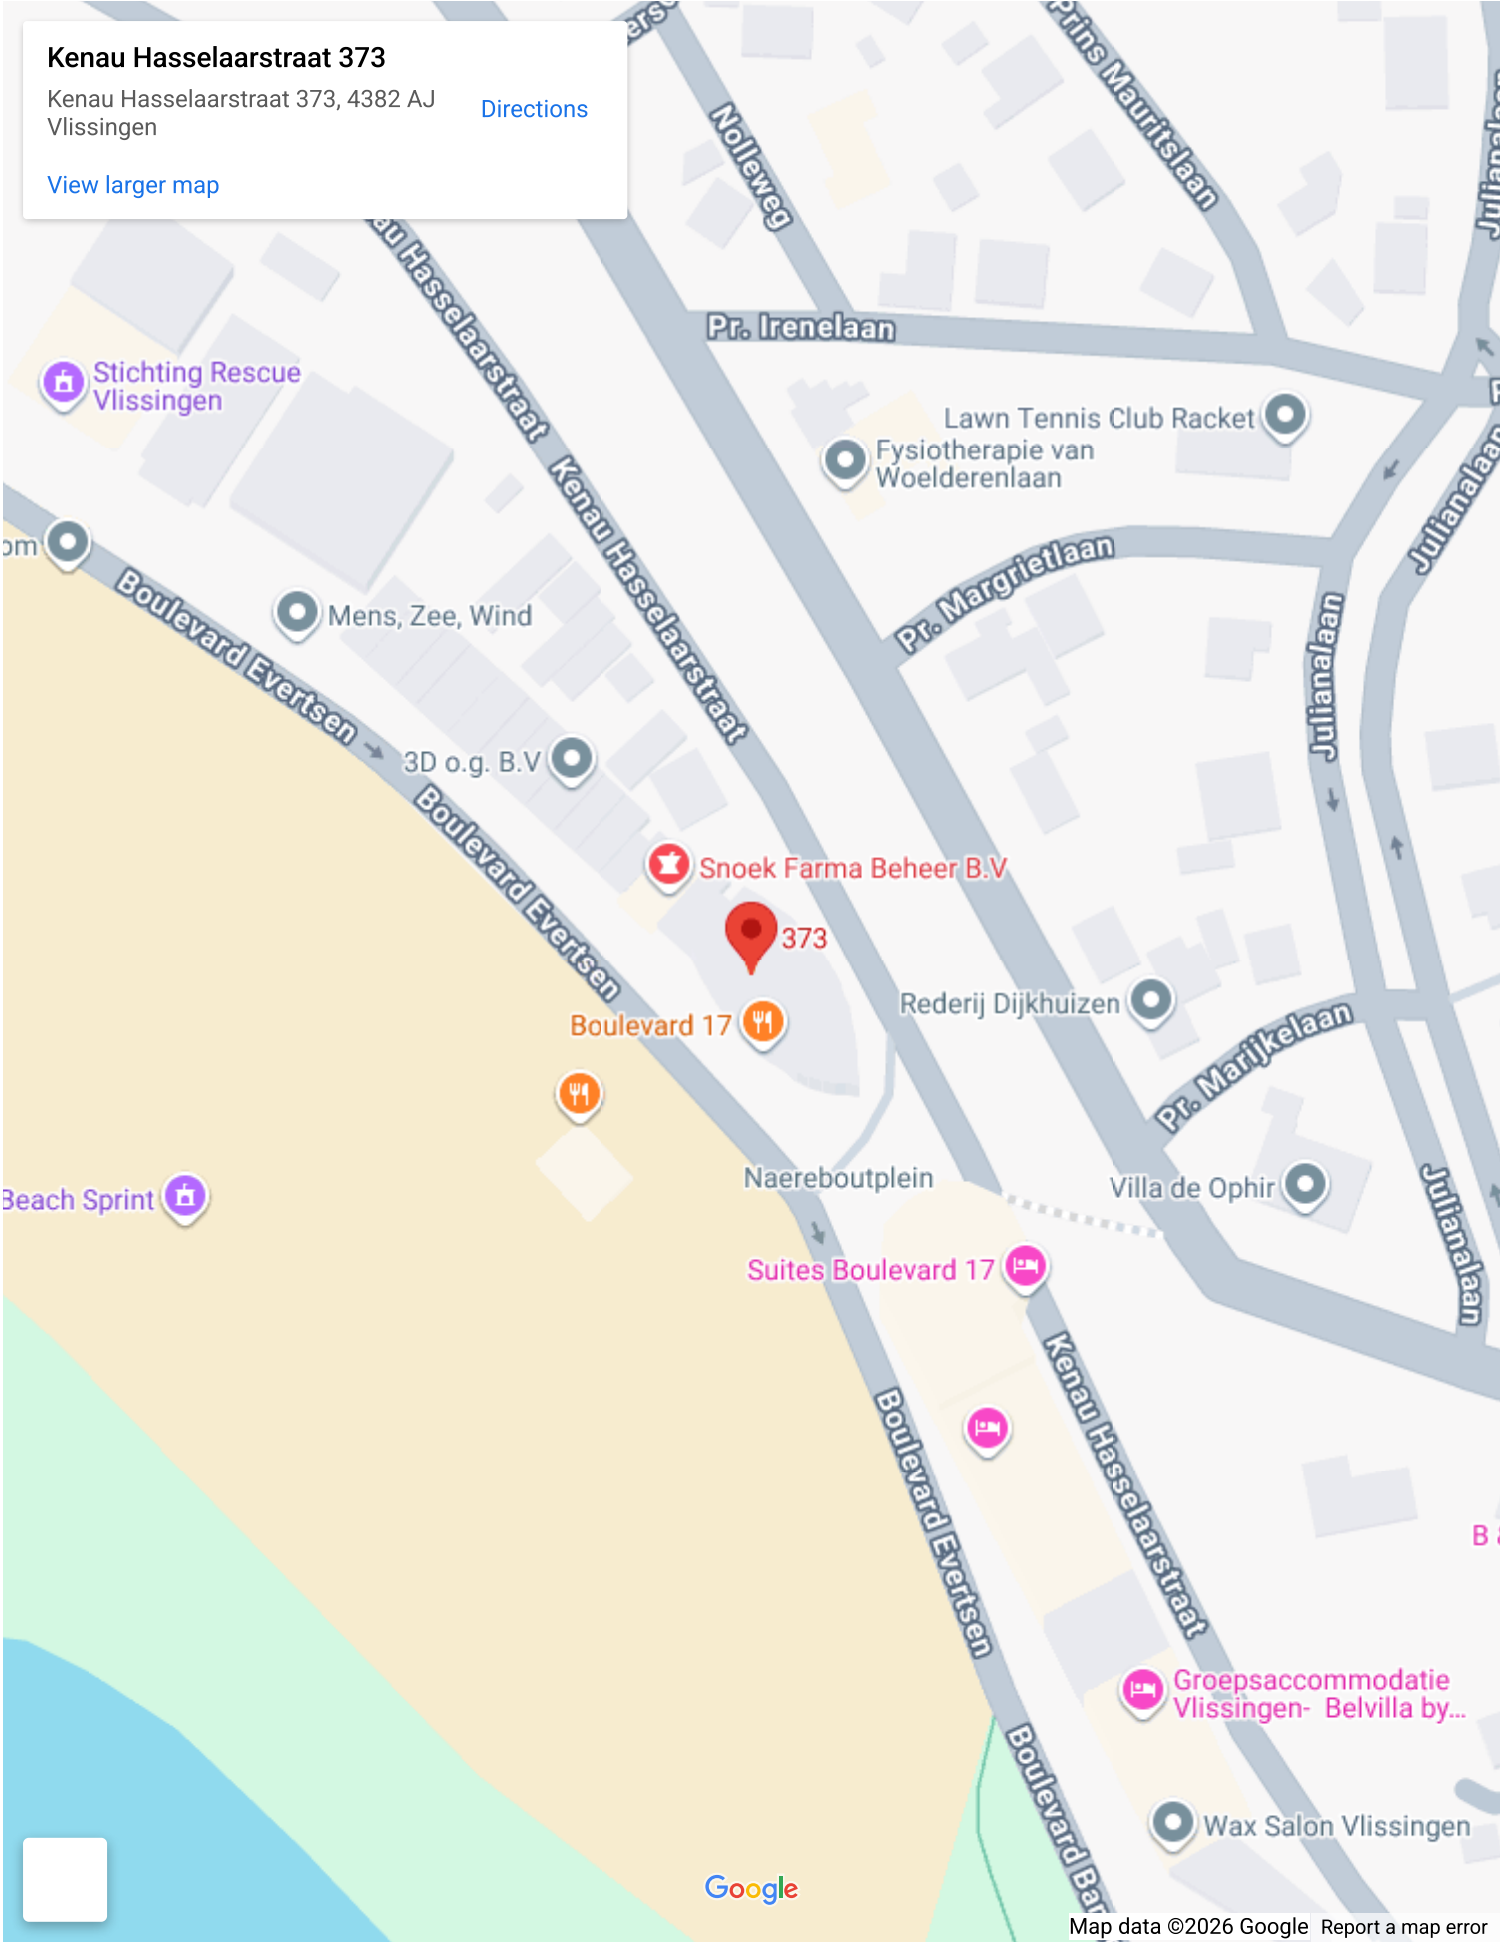 Kenau Hasselaarstraat 373
Kenau Hasselaarstraat 373, 4382 AJ
Vlissingen
Directions
View larger map
Nolleweg
Prins Mauritslaan
Hasselaarstraat
Pr. Irenelaan
Stichting Rescue
Vlissingen
Lawn Tennis Club Racket
Fysiotherapie van
Woelderenlaan
Julianalaan
Kenau Hasselaarstraat
Pr. Margrietlaan
Boulevard Evertsen
Mens, Zee, Wind
Julianalaan
3D o.g. B.V
Boulevard Evertsen
Snoek Farma Beheer B.V
373
Rederij Dijkhuizen
Boulevard 17
Pr. Marijkelaan
Naereboutplein
Villa de Ophir
Beach Sprint
Julianalaan
Suites Boulevard 17
Kenau Hasselaarstraat
Boulevard Evertsen
B
Groepsaccommodatie
Vlissingen- Belvilla by...
Boulevard
Wax Salon Vlissingen
Google
Map data ©2026 Google
Report a map error